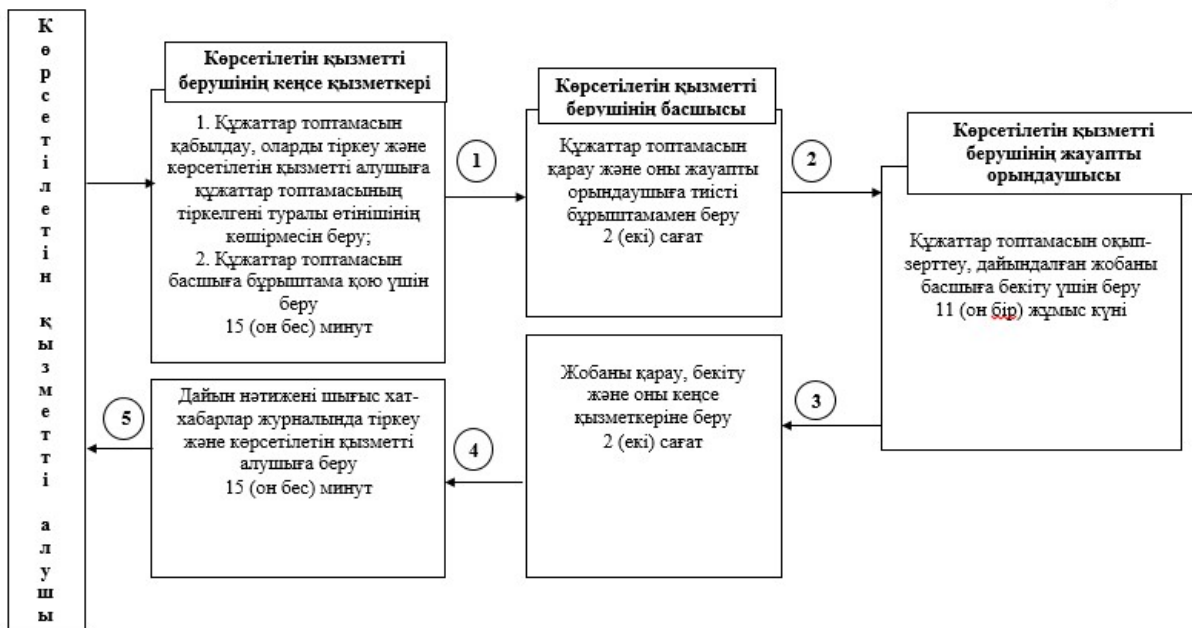 Көрсетілетін қызметті алушы
Көрсетілетін қызметті
берушінің кеңсе қызметкері
1. Құжаттар топтамасын
қабылдау, оларды тіркеу және
көрсетілетін қызметті алушыға
құжаттар топтамасының
тіркелгені туралы өтінішінің
көшірмесін беру;
2. Құжаттар топтамасын
басшыға бұрыштама қою үшін
беру
15 (он бес) минут
1
Көрсетілетін қызметті
берушінің басшысы
Құжаттар топтамасын
қарау және оны жауапты
орындаушыға тиісті
бұрыштамамен беру
2 (екі) сағат
2
Көрсетілетін қызметті
берушінің жауапты
орындаушысы
Құжаттар топтамасын оқып-
зерттеу, дайындалған жобаны
басшыға бекіту үшін беру
11 (он бір) жұмыс күні
3
Жобаны қарау, бекіту
және оны кеңсе
қызметкеріне беру
2 (екі) сағат
4
Дайын нәтижені шығыс хат-
хабарлар журналында тіркеу
және көрсетілетін қызметті
алушыға беру
15 (он бес) минут
5